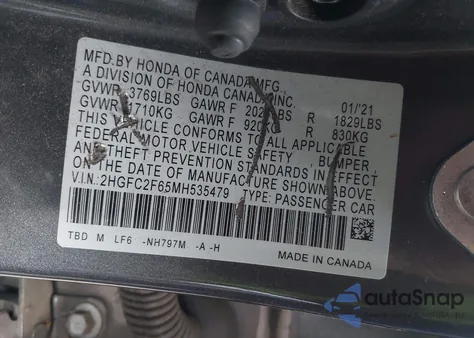 MFD.BY HONDA OF CANADA MFG.
A DIVISION OF HONDA CANADA INC. 01/'21
GVWR 3769LBS GAWR F LBS R 1829LBS
GVWR 1710KG GAWR F KG R 830KG
THIS VEHICLE CONFORMS TO ALL
FEDERAL MOTOR VEHICLE SAFETY , BUMPER,
AND THEFT PREVENTION STANDARDS IN EFFECT
ON THE DATE OF MANUFACTURE SHOWN ABOVE.
V.I.N.:2HGFC2F65MH535479 TYPE: PASSENGER CAR
TBD M LF6 -NH797M -A -H
MADE IN CANADA
autoSnap